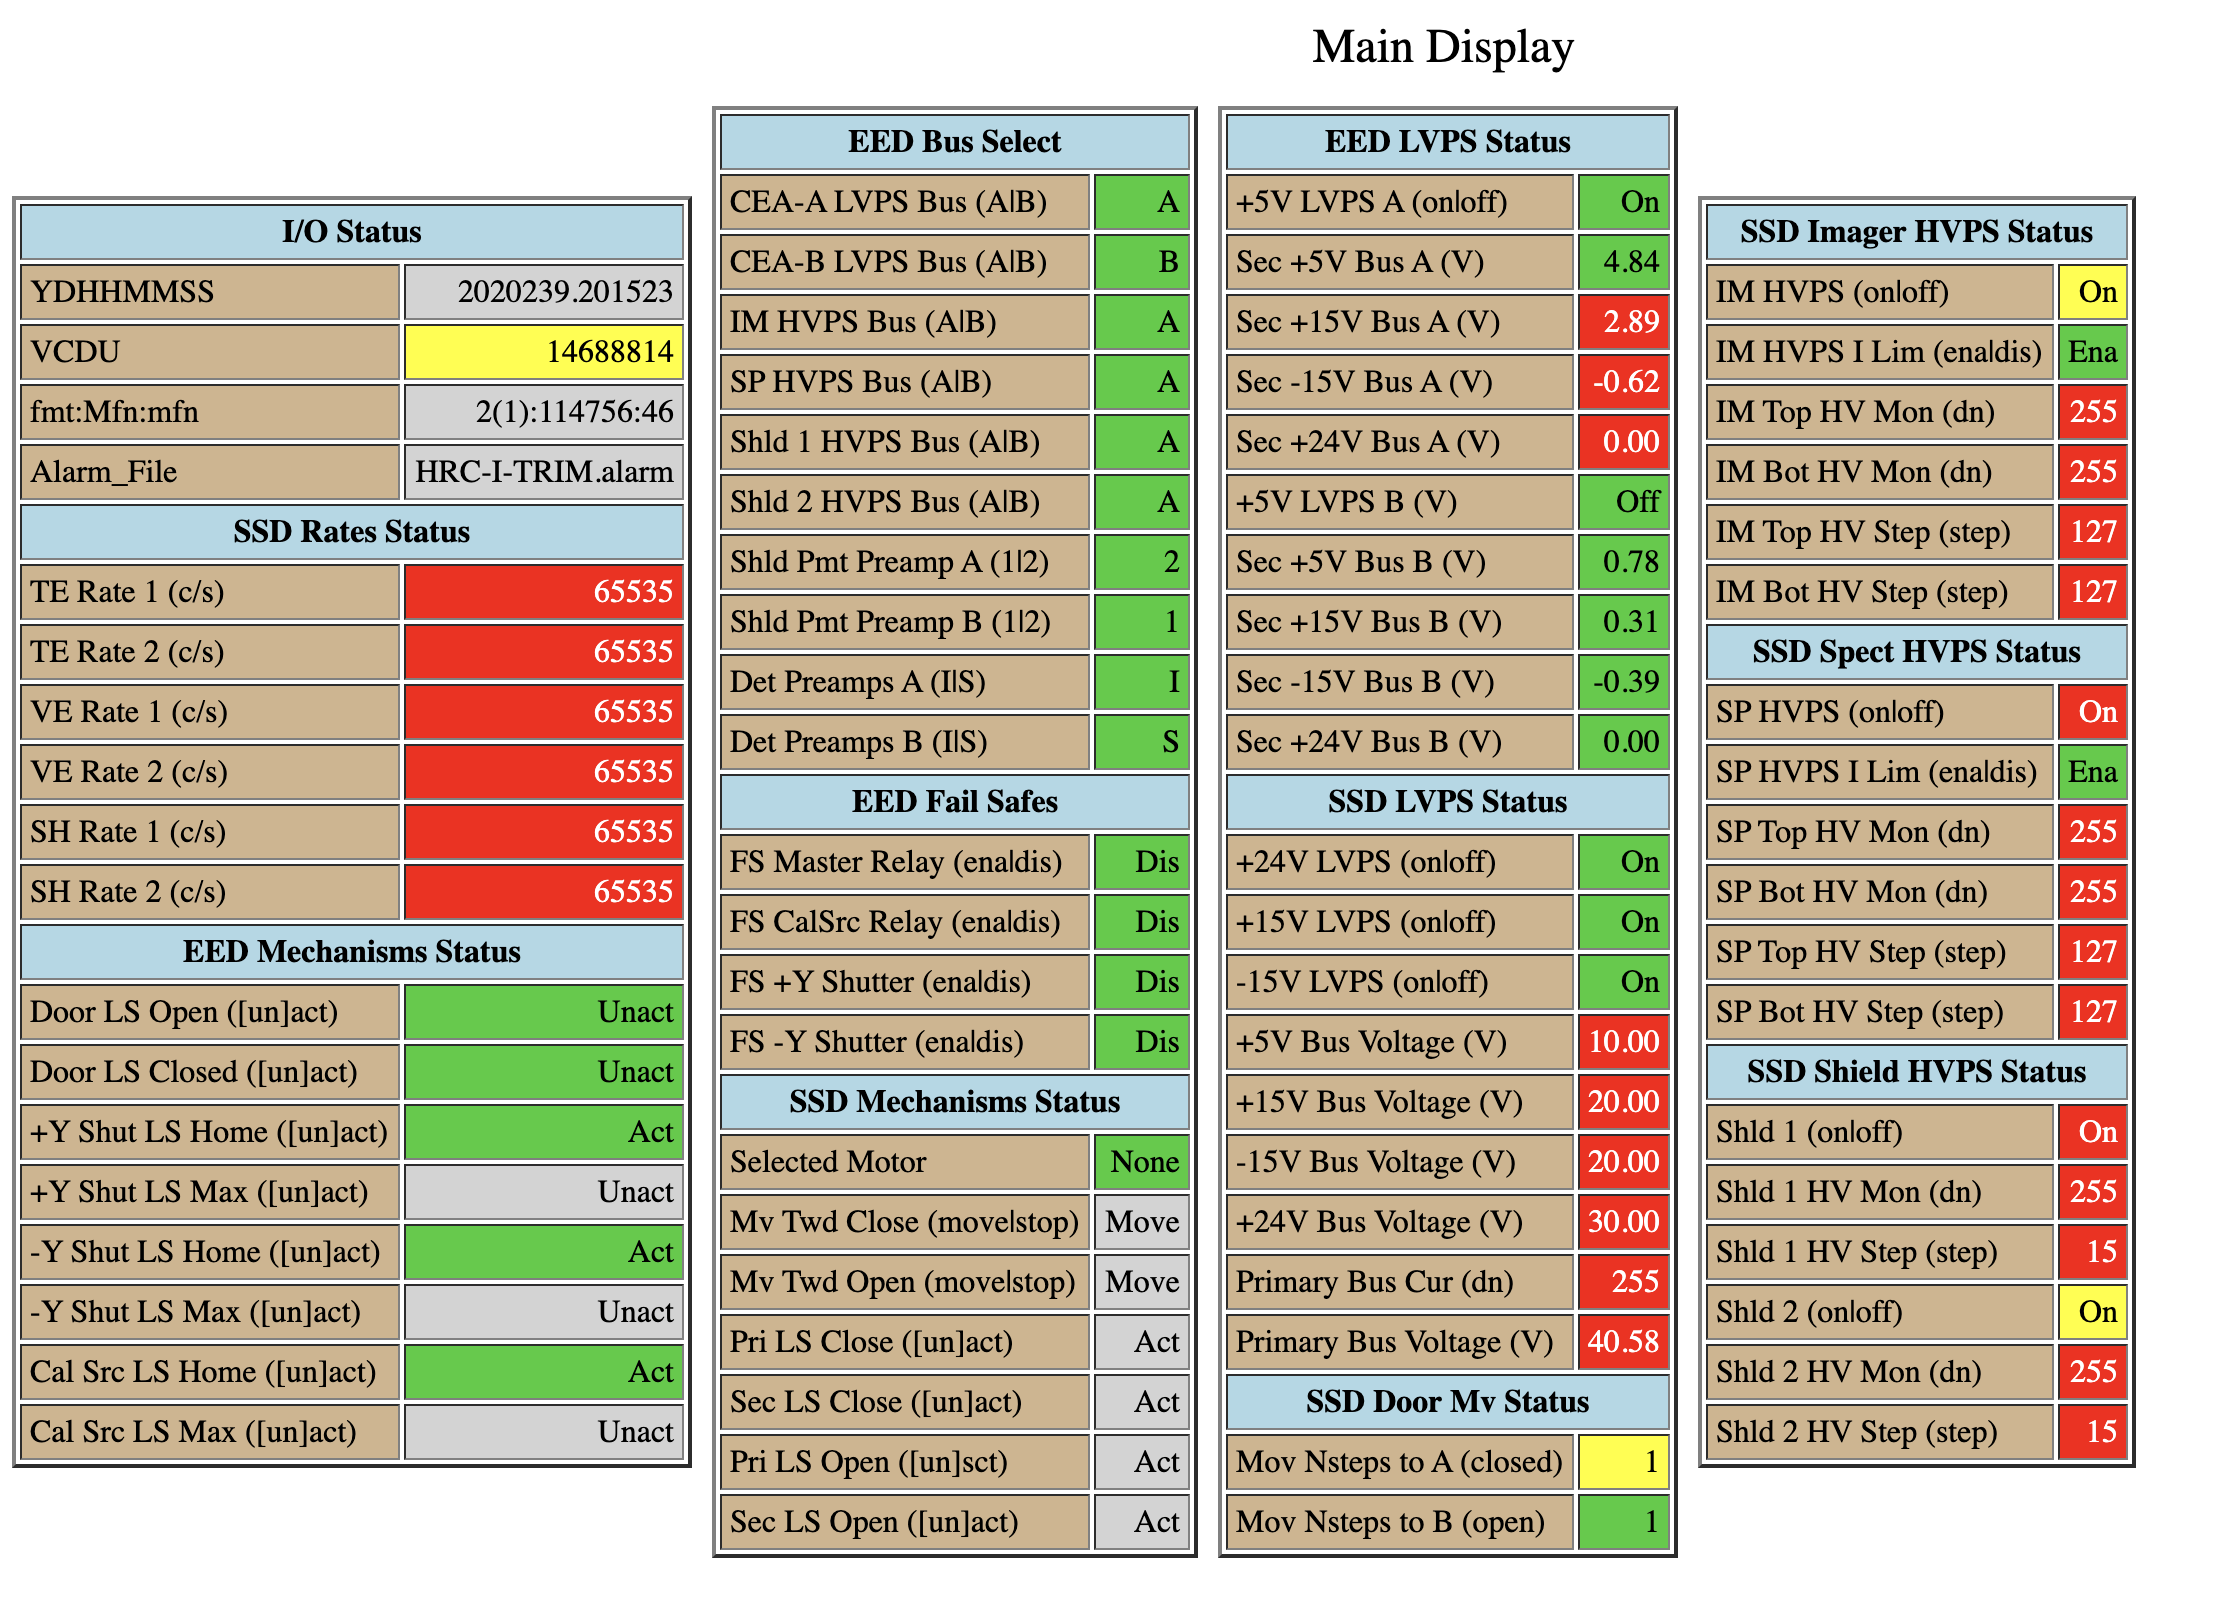 Main Display
I/O Status
YDHHMMSS 2020239.201523
VCDU 14688814
fmt:Mfn:mfn 2(1):114756:46
Alarm_File HRC-I-TRIM.alarm
SSD Rates Status
TE Rate 1 (c/s) 65535
TE Rate 2 (c/s) 65535
VE Rate 1 (c/s) 65535
VE Rate 2 (c/s) 65535
SH Rate 1 (c/s) 65535
SH Rate 2 (c/s) 65535
EED Mechanisms Status
Door LS Open ([un]act) Unact
Door LS Closed ([un]act) Unact
+Y Shut LS Home ([un]act) Act
+Y Shut LS Max ([un]act) Unact
-Y Shut LS Home ([un]act) Act
-Y Shut LS Max ([un]act) Unact
Cal Src LS Home ([un]act) Act
Cal Src LS Max ([un]act) Unact
EED Bus Select
CEA-A LVPS Bus (A|B) A
CEA-B LVPS Bus (A|B) B
IM HVPS Bus (A|B) A
SP HVPS Bus (A|B) A
Shld 1 HVPS Bus (A|B) A
Shld 2 HVPS Bus (A|B) A
Shld Pmt Preamp A (1|2) 2
Shld Pmt Preamp B (1|2) 1
Det Preamps A (I|S) I
Det Preamps B (I|S) S
EED Fail Safes
FS Master Relay (ena|dis) Dis
FS CalSrc Relay (ena|dis) Dis
FS +Y Shutter (ena|dis) Dis
FS -Y Shutter (ena|dis) Dis
SSD Mechanisms Status
Selected Motor None
Mv Twd Close (move|stop) Move
Mv Twd Open (move|stop) Move
Pri LS Close ([un]act) Act
Sec LS Close ([un]act) Act
Pri LS Open ([un]sct) Act
Sec LS Open ([un]act) Act
EED LVPS Status
+5V LVPS A (on|off) On
Sec +5V Bus A (V) 4.84
Sec +15V Bus A (V) 2.89
Sec -15V Bus A (V) -0.62
Sec +24V Bus A (V) 0.00
+5V LVPS B (V) Off
Sec +5V Bus B (V) 0.78
Sec +15V Bus B (V) 0.31
Sec -15V Bus B (V) -0.39
Sec +24V Bus B (V) 0.00
SSD LVPS Status
+24V LVPS (on|off) On
+15V LVPS (on|off) On
-15V LVPS (on|off) On
+5V Bus Voltage (V) 10.00
+15V Bus Voltage (V) 20.00
-15V Bus Voltage (V) 20.00
+24V Bus Voltage (V) 30.00
Primary Bus Cur (dn) 255
Primary Bus Voltage (V) 40.58
SSD Door Mv Status
Mov Nsteps to A (closed) 1
Mov Nsteps to B (open) 1
SSD Imager HVPS Status
IM HVPS (on|off) On
IM HVPS I Lim (ena|dis) Ena
IM Top HV Mon (dn) 255
IM Bot HV Mon (dn) 255
IM Top HV Step (step) 127
IM Bot HV Step (step) 127
SSD Spect HVPS Status
SP HVPS (on|off) On
SP HVPS I Lim (ena|dis) Ena
SP Top HV Mon (dn) 255
SP Bot HV Mon (dn) 255
SP Top HV Step (step) 127
SP Bot HV Step (step) 127
SSD Shield HVPS Status
Shld 1 (on|off) On
Shld 1 HV Mon (dn) 255
Shld 1 HV Step (step) 15
Shld 2 (on|off) On
Shld 2 HV Mon (dn) 255
Shld 2 HV Step (step) 15